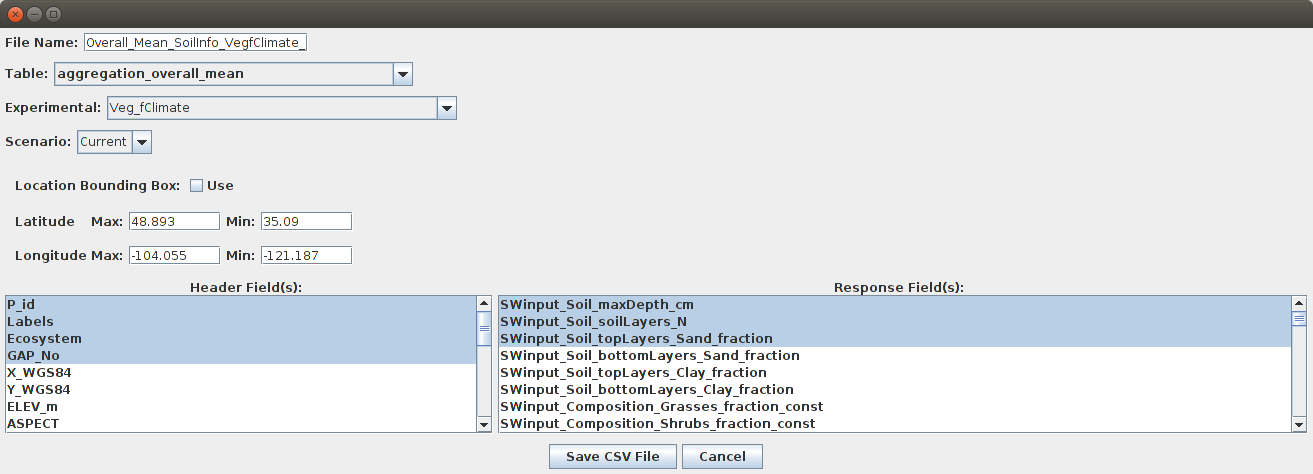 File Name: Overall_Mean_SoilInfo_VegfClimate_
Table: aggregation_overall_mean
Experimental: Veg_fClimate
Scenario: Current
Location Bounding Box: Use
Latitude Max: 48.893 Min: 35.09
Longitude Max: -104.055 Min: -121.187
Header Field(s): Response Field(s):
P_id SWinput_Soil_maxDepth_cm
Labels SWinput_Soil_soilLayers_N
Ecosystem SWinput_Soil_topLayers_Sand_fraction
GAP_No SWinput_Soil_bottomLayers_Sand_fraction
X_WGS84 SWinput_Soil_topLayers_Clay_fraction
Y_WGS84 SWinput_Soil_bottomLayers_Clay_fraction
ELEV_m SWinput_Composition_Grasses_fraction_const
ASPECT SWinput_Composition_Shrubs_fraction_const
Save CSV File Cancel